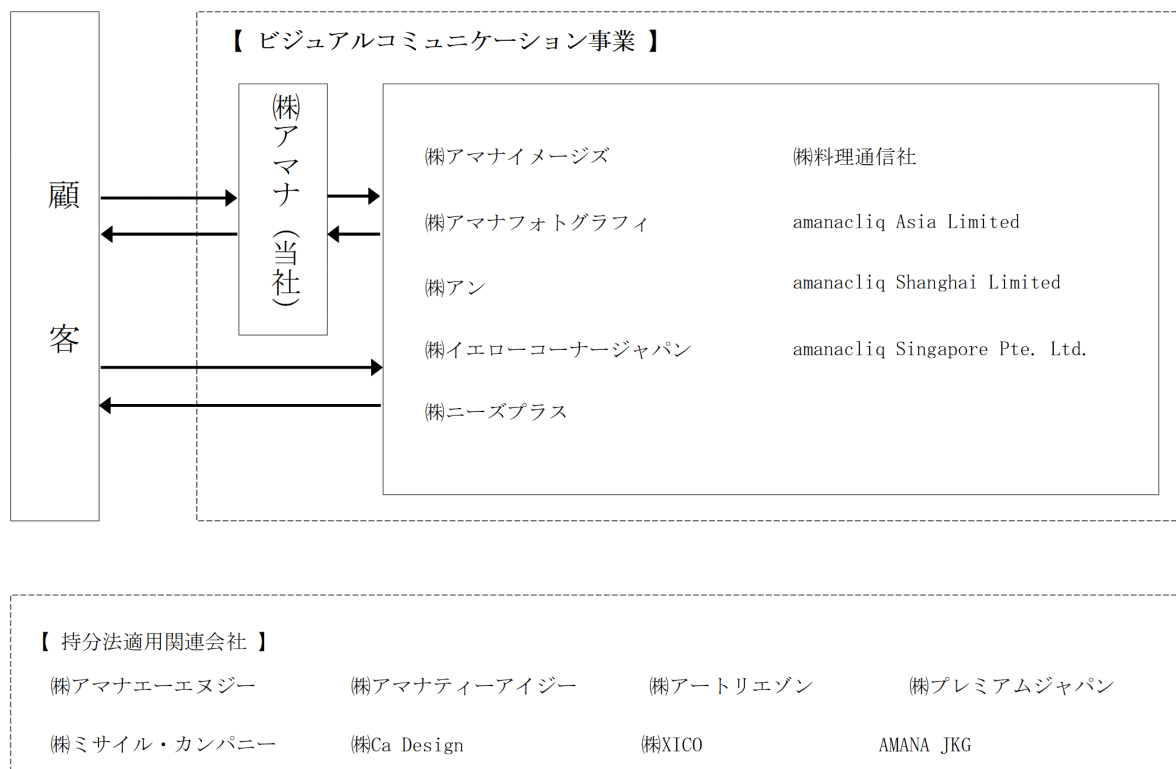 【 ビジュアルコミュニケーション事業 】
顧客
㈱アマナ（当社）
㈱アマナイメージズ
㈱アマナフォトグラフィ
㈱アン
㈱イエローコーナージャパン
㈱ニーズプラス
㈱料理通信社
amanacliq Asia Limited
amanacliq Shanghai Limited
amanacliq Singapore Pte. Ltd.
【 持分法適用関連会社 】
㈱アマナエーエヌジー
㈱アマナティーアイジー
㈱アートリエゾン
㈱プレミアムジャパン
㈱ミサイル・カンパニー
㈱Ca Design
㈱XICO
AMANA JKG